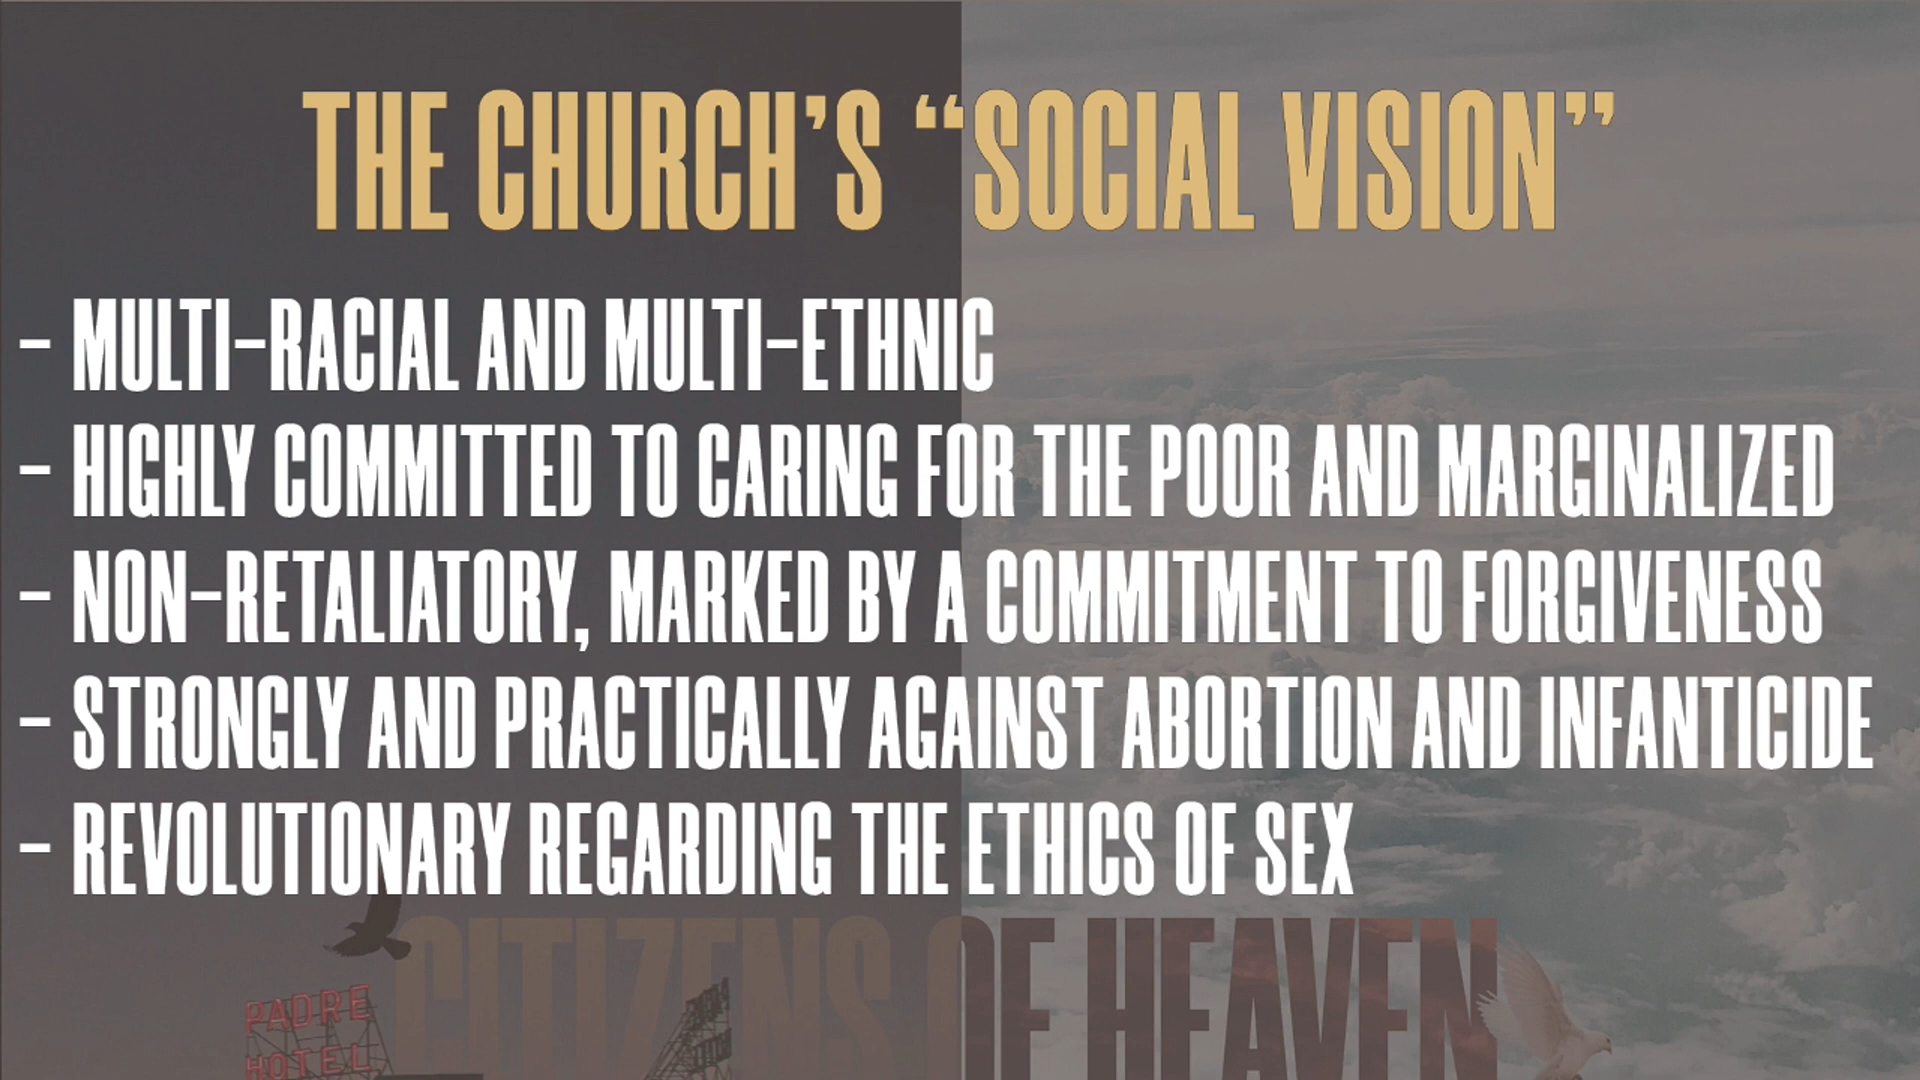 THE CHURCH’S “SOCIAL VISION”
– MULTI-RACIAL AND MULTI-ETHNIC
– HIGHLY COMMITTED TO CARING FOR THE POOR AND MARGINALIZED
– NON-RETALIATORY, MARKED BY A COMMITMENT TO FORGIVENESS
– STRONGLY AND PRACTICALLY AGAINST ABORTION AND INFANTICIDE
– REVOLUTIONARY REGARDING THE ETHICS OF SEX
CITIZENS OF HEAVEN
PADRE
HOTEL